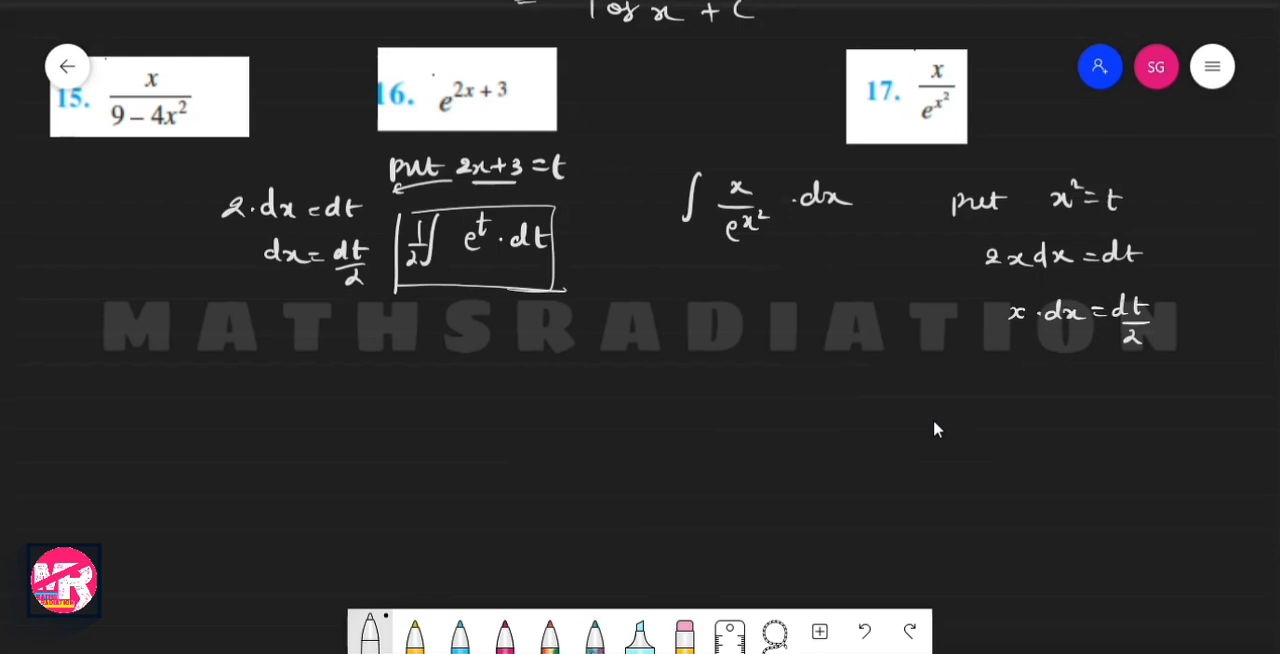 log x + C
15. x / (9 – 4x²)
16. e^(2x + 3)
17. x / e^(x²)
SG
put 2x+3 = t
2·dx = dt
dx = dt/2
1/2 ∫ e^t · dt
∫ x / e^(x²) · dx
put x² = t
2x dx = dt
x · dx = dt/2
MATHSRADIATION
MR